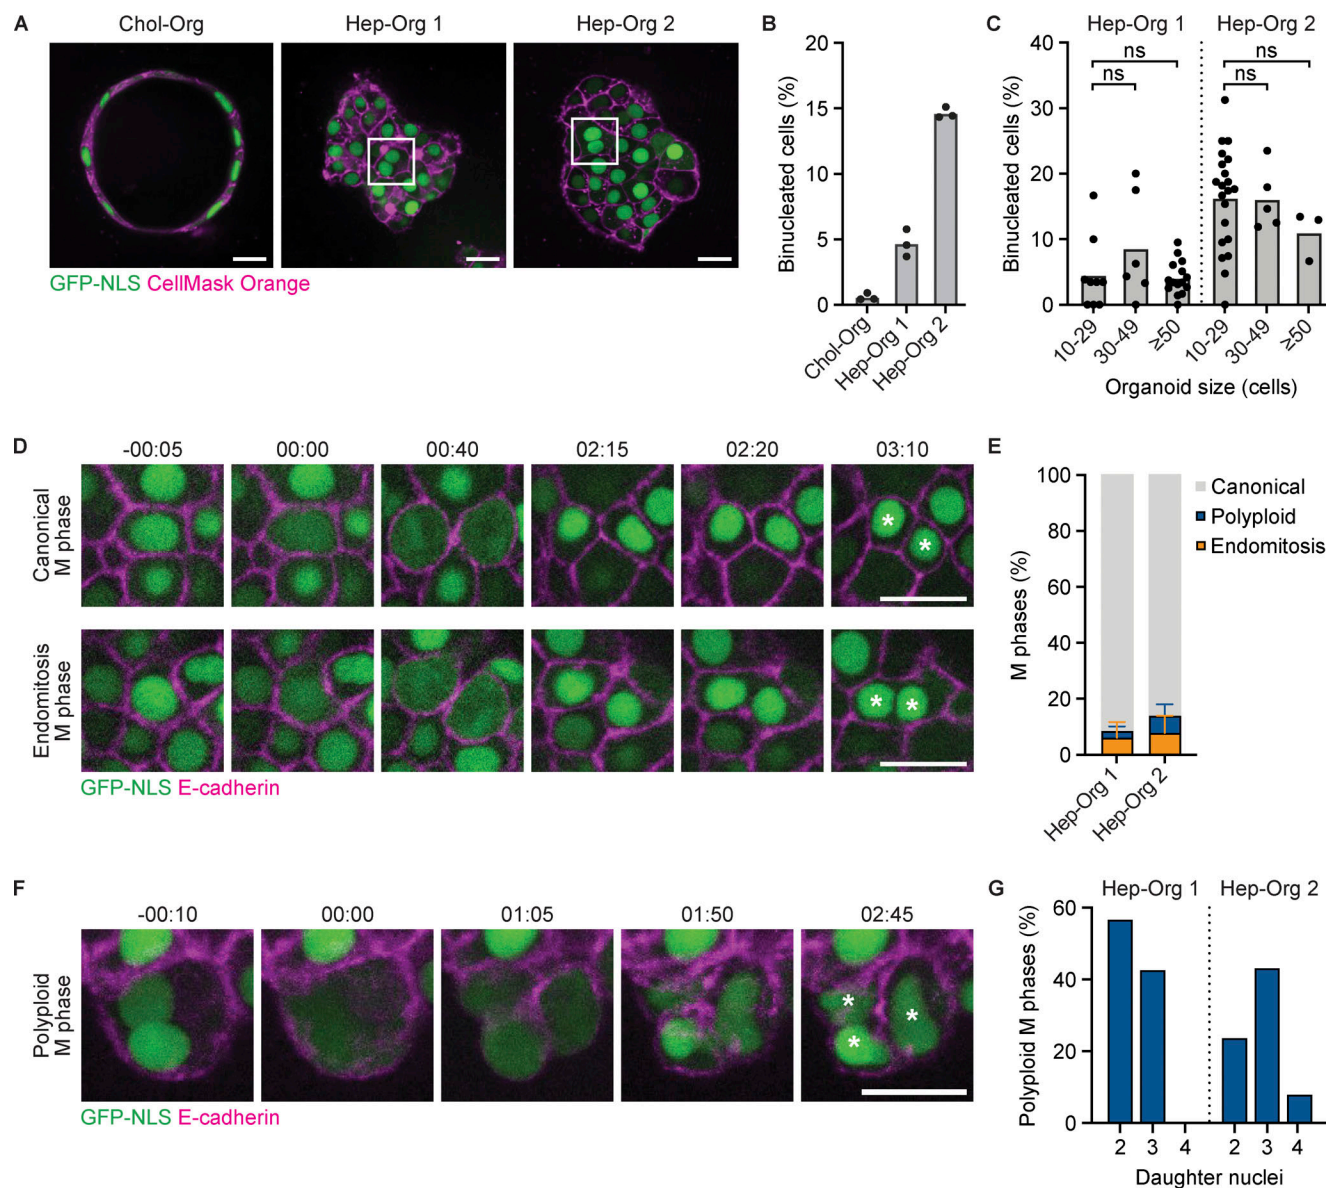 A
Chol-Org
Hep-Org 1
Hep-Org 2
GFP-NLS CellMask Orange
B
Binucleated cells (%)
20
15
10
5
0
Chol-Org
Hep-Org 1
Hep-Org 2
C
Hep-Org 1
Hep-Org 2
Binucleated cells (%)
40
30
20
10
0
ns
ns
ns
ns
10-29
30-49
≥50
10-29
30-49
≥50
Organoid size (cells)
D
-00:05
00:00
00:40
02:15
02:20
03:10
Canonical
M phase
* *
Endomitosis
M phase
* *
GFP-NLS E-cadherin
E
M phases (%)
100
80
60
40
20
0
Canonical
Polyploid
Endomitosis
Hep-Org 1
Hep-Org 2
F
-00:10
00:00
01:05
01:50
02:45
Polyploid
M phase
* * *
GFP-NLS E-cadherin
G
Hep-Org 1
Hep-Org 2
Polyploid M phases (%)
60
40
20
0
2 3 4 2 3 4
Daughter nuclei